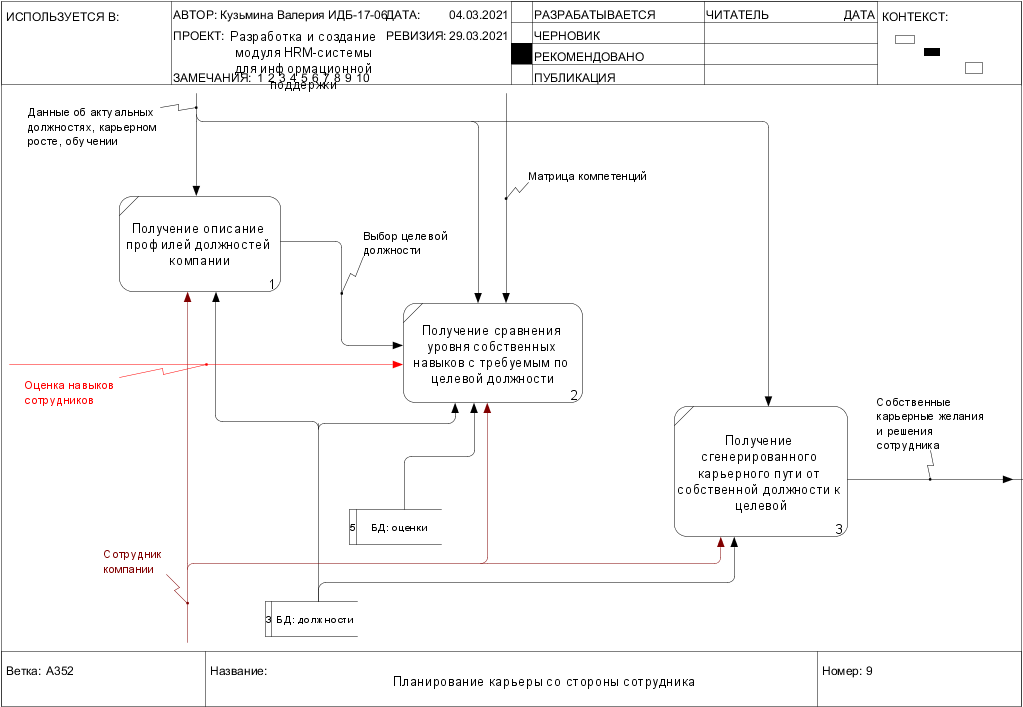 ИСПОЛЬЗУЕТСЯ В:
АВТОР: Кузьмина Валерия ИДБ-17-06
ДАТА: 04.03.2021
ПРОЕКТ: Разработка и создание
модуля HRM-системы
для информационной
поддержки
РЕВИЗИЯ: 29.03.2021
ЗАМЕЧАНИЯ: 1 2 3 4 5 6 7 8 9 10
РАЗРАБАТЫВАЕТСЯ
ЧЕРНОВИК
РЕКОМЕНДОВАНО
ПУБЛИКАЦИЯ
ЧИТАТЕЛЬ
ДАТА
КОНТЕКСТ:
Данные об актуальных
должностях, карьерном
росте, обучении
Матрица компетенций
Получение описание
профилей должностей
компании
1
Выбор целевой
должности
Получение сравнения
уровня собственных
навыков с требуемым по
целевой должности
2
Оценка навыков
сотрудников
Собственные
карьерные желания
и решения
сотрудника
Получение
сгенерированного
карьерного пути от
собственной должности к
целевой
3
5 БД: оценки
Сотрудник
компании
3 БД: должности
Ветка: A352
Название:
Планирование карьеры со стороны сотрудника
Номер: 9